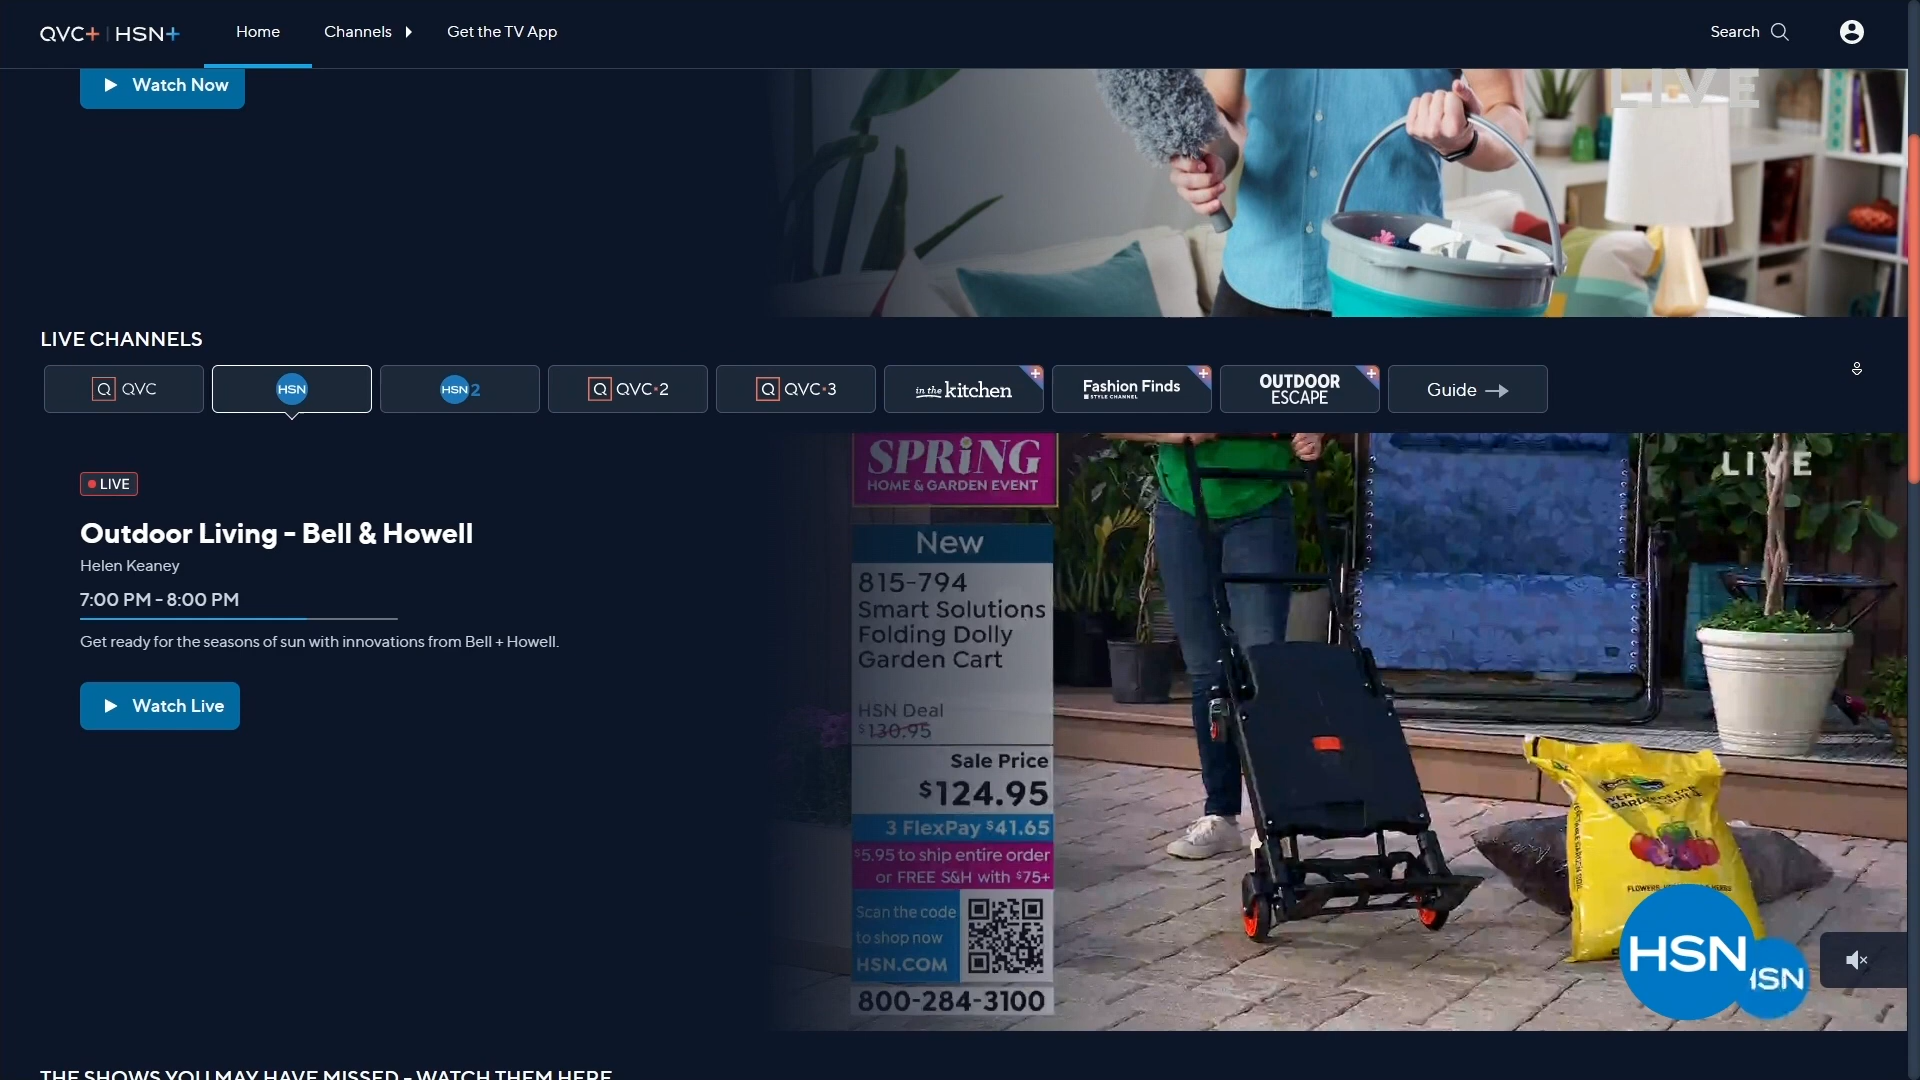 QVC+ | HSN+
Home
Channels
Get the TV App
Search
Watch Now
LIVE
LIVE CHANNELS
Q QVC
HSN
HSN 2
Q QVC•2
Q QVC•3
in the kitchen
Fashion Finds
STYLE CHANNEL
OUTDOOR
ESCAPE
Guide
LIVE
Outdoor Living - Bell & Howell
Helen Keaney
7:00 PM - 8:00 PM
Get ready for the seasons of sun with innovations from Bell + Howell.
Watch Live
SPRiNG
HOME & GARDEN EVENT
New
815-794
Smart Solutions
Folding Dolly
Garden Cart
HSN Deal
$130.95
Sale Price
$124.95
3 FlexPay $41.65
$5.95 to ship entire order
or FREE S&H with $75+
Scan the code
to shop now
HSN.COM
800-284-3100
LIVE
HSN
HSN
THE SHOWS YOU MAY HAVE MISSED - WATCH THEM HERE